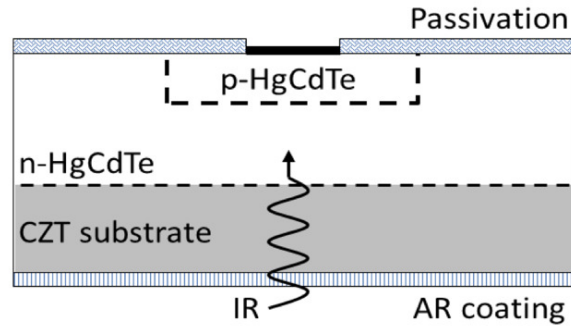 Passivation
p-HgCdTe
n-HgCdTe
CZT substrate
IR
AR coating